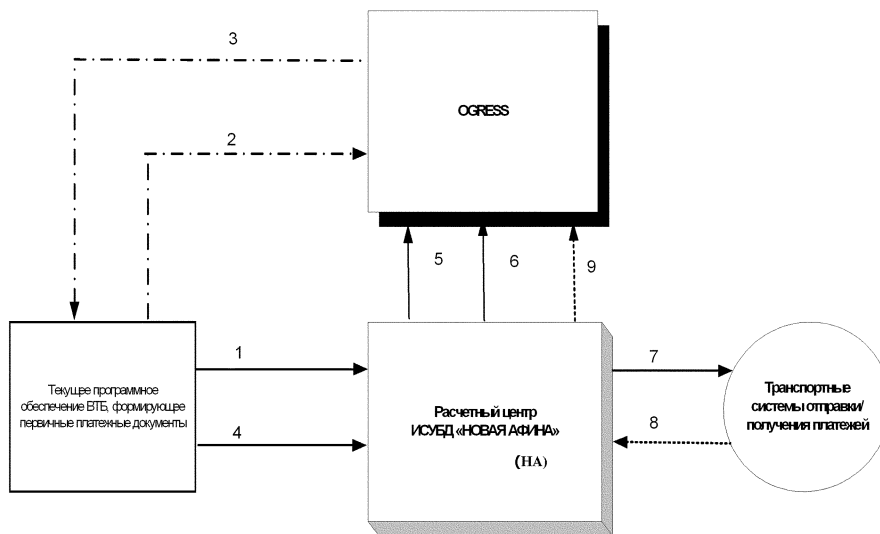 3
OGRESS
2
5
6
9
1
7
Текущее программное
обеспечение ВТБ, формирующее
первичные платежные документы
4
Расчетный центр
ИСУБД «НОВАЯ АФИНА»
(НА)
Транспортные
системы отправки/
получения платежей
8